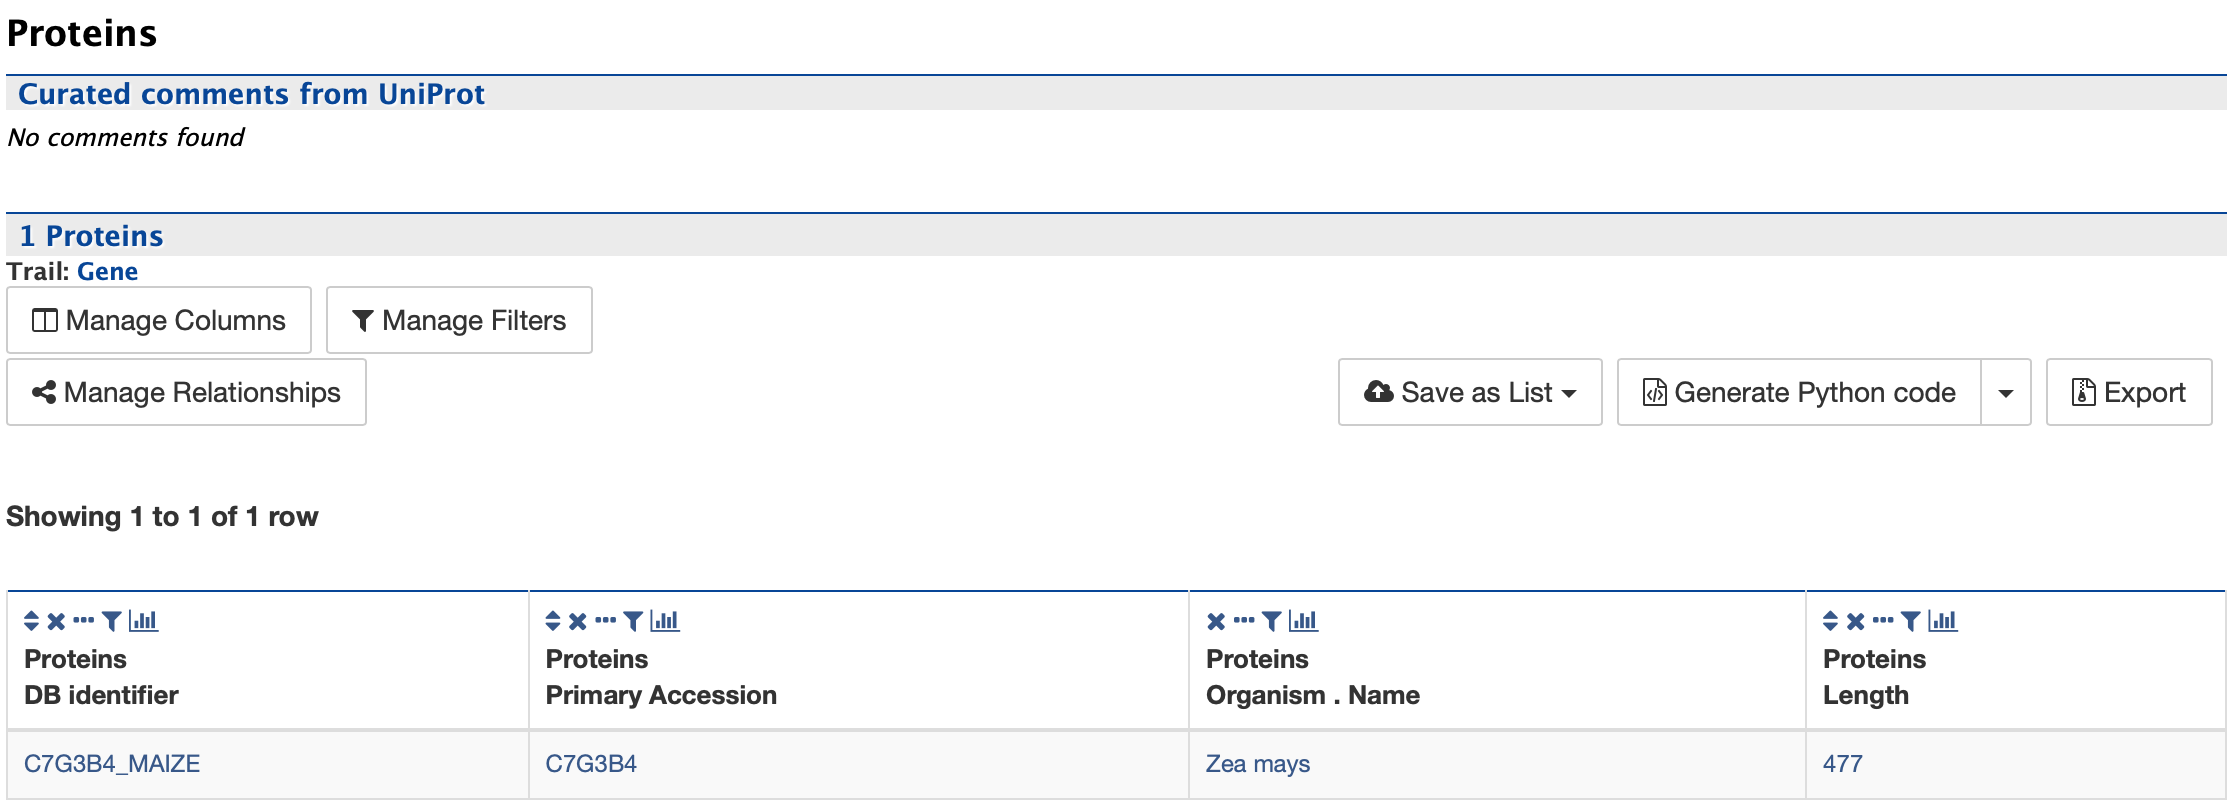 Proteins
Curated comments from UniProt
No comments found
1 Proteins
Trail: Gene
Manage Columns Manage Filters
Manage Relationships Save as List Generate Python code Export
Showing 1 to 1 of 1 row
Proteins Proteins Proteins Proteins
DB identifier Primary Accession Organism . Name Length
C7G3B4_MAIZE C7G3B4 Zea mays 477